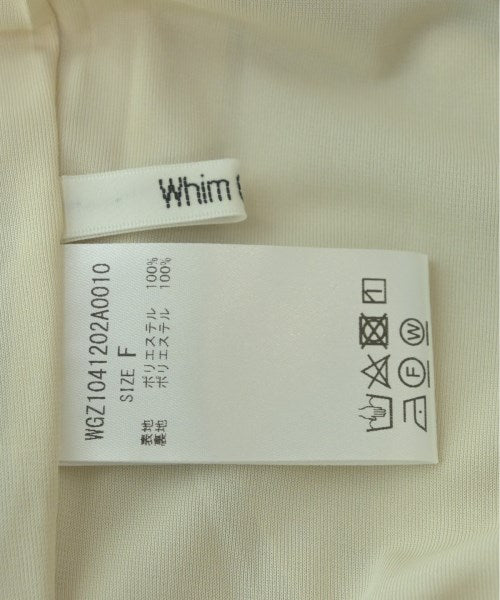 Whim
WGZ1041202A0010
SIZE F
表地 ポリエステル 100%
裏地 ポリエステル 100%
W
F